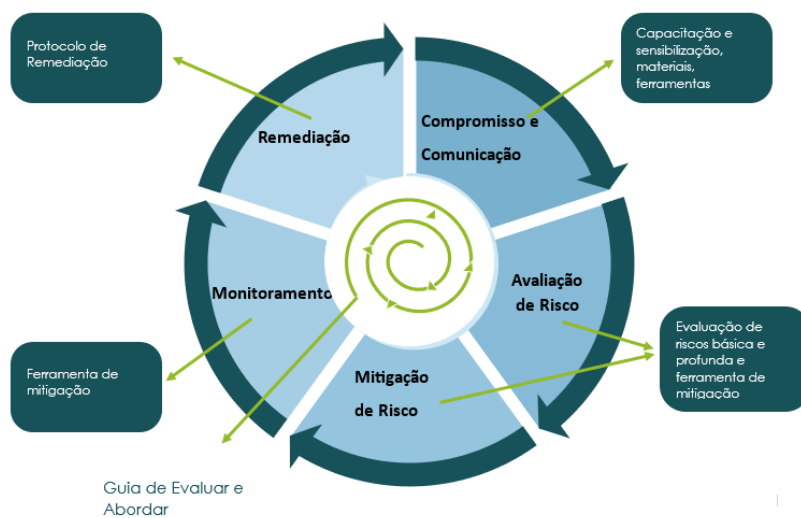 Protocolo de
Remediação
Capacitação e
sensibilização,
materiais,
ferramentas
Remediação
Compromisso e
Comunicação
Monitoramento
Avaliação
de Risco
Mitigação
de Risco
Evaluação de
riscos básica e
profunda e
ferramenta de
mitigação
Ferramenta de
mitigação
Guia de Evaluar e
Abordar